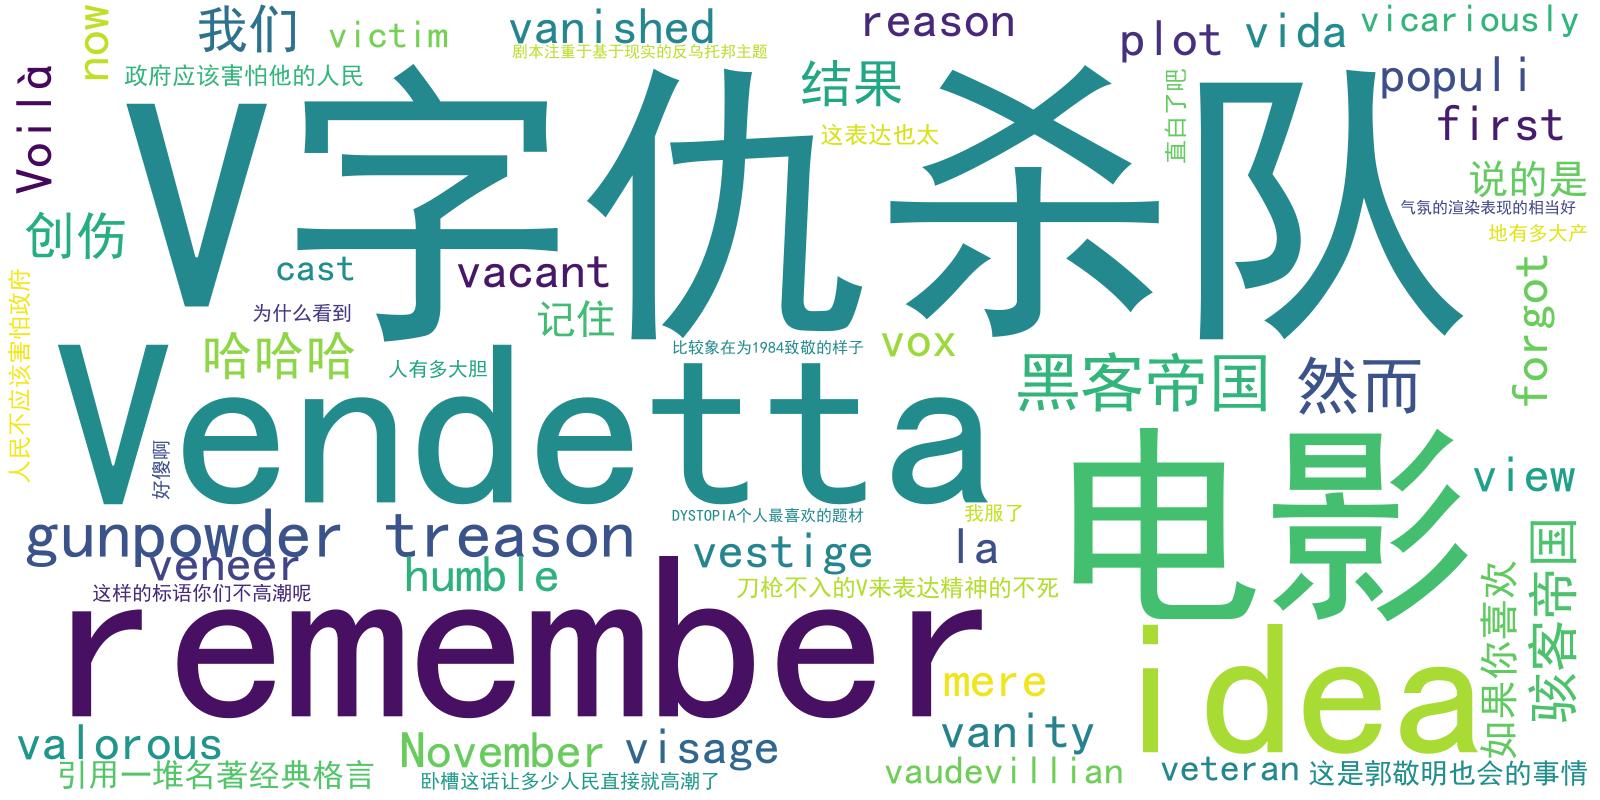 now
我们
victim
vanished
reason
plot
vida
vicariously
剧本注重于基于现实的反乌托邦主题
政府应该害怕他的人民
Voilà
结果
直白了吧
populi
first
这表达也太
V字仇杀队
说的是
气氛的渲染表现的相当好
地有多大产
创伤
cast
vacant
为什么看到
记住
人民不应该害怕政府
哈哈哈
人有多大胆
比较象在为1984致敬的样子
vox
forgot
黑客帝国
然而
Vendetta
好傻啊
电影
view
gunpowder treason
DYSTOPIA个人最喜欢的题材
我服了
veneer
humble
vestige
la
这样的标语你们不高潮呢
刀枪不入的V来表达精神的不死
如果你喜欢
骇客帝国
remember
idea
mere
valorous
November
visage
vanity
引用一堆名著经典格言
卧槽这话让多少人民直接就高潮了
vaudevillian
veteran
这是郭敬明也会的事情